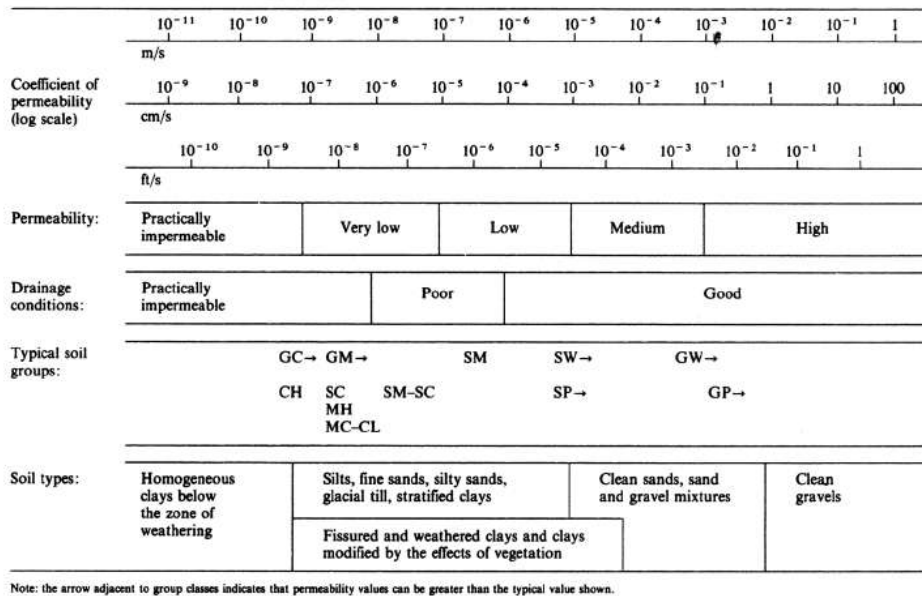 10⁻¹¹ 10⁻¹⁰ 10⁻⁹ 10⁻⁸ 10⁻⁷ 10⁻⁶ 10⁻⁵ 10⁻⁴ 10⁻³ 10⁻² 10⁻¹ 1
m/s
Coefficient of
permeability
(log scale)
10⁻⁹ 10⁻⁸ 10⁻⁷ 10⁻⁶ 10⁻⁵ 10⁻⁴ 10⁻³ 10⁻² 10⁻¹ 1 10 100
cm/s
10⁻¹⁰ 10⁻⁹ 10⁻⁸ 10⁻⁷ 10⁻⁶ 10⁻⁵ 10⁻⁴ 10⁻³ 10⁻² 10⁻¹ 1
ft/s
Permeability:
Practically
impermeable
Very low
Low
Medium
High
Drainage
conditions:
Practically
impermeable
Poor
Good
Typical soil
groups:
GC→ GM→ SM SW→ GW→
CH SC SM–SC SP→ GP→
MH
MC–CL
Soil types:
Homogeneous
clays below
the zone of
weathering
Silts, fine sands, silty sands,
glacial till, stratified clays
Fissured and weathered clays and clays
modified by the effects of vegetation
Clean sands, sand
and gravel mixtures
Clean
gravels
Note: the arrow adjacent to group classes indicates that permeability values can be greater than the typical value shown.